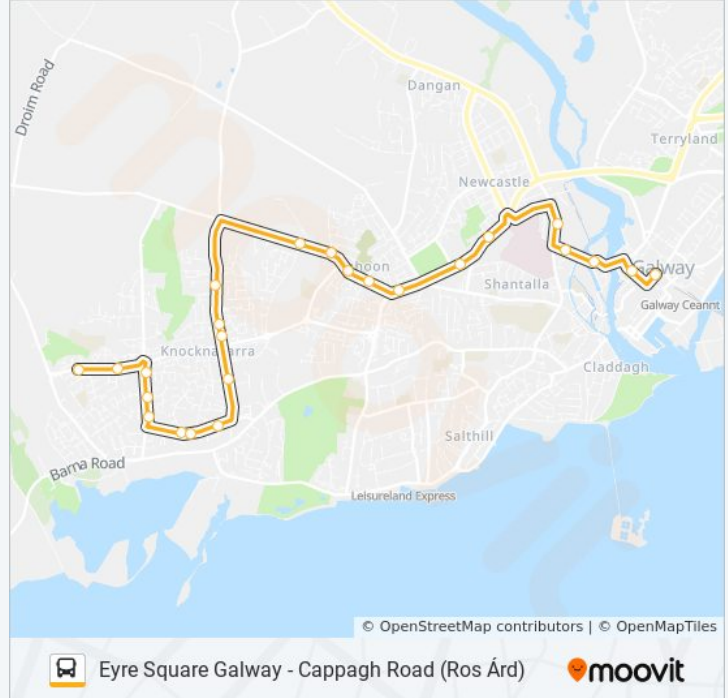 Droim Road
Dangan
Terryland
Newcastle
Galway
Shantalla
Galway Ceannt
Claddagh
Salthill
Barna Road
Leisureland Express
© OpenStreetMap contributors | © OpenMapTiles
Eyre Square Galway - Cappagh Road (Ros Árd)
moovit